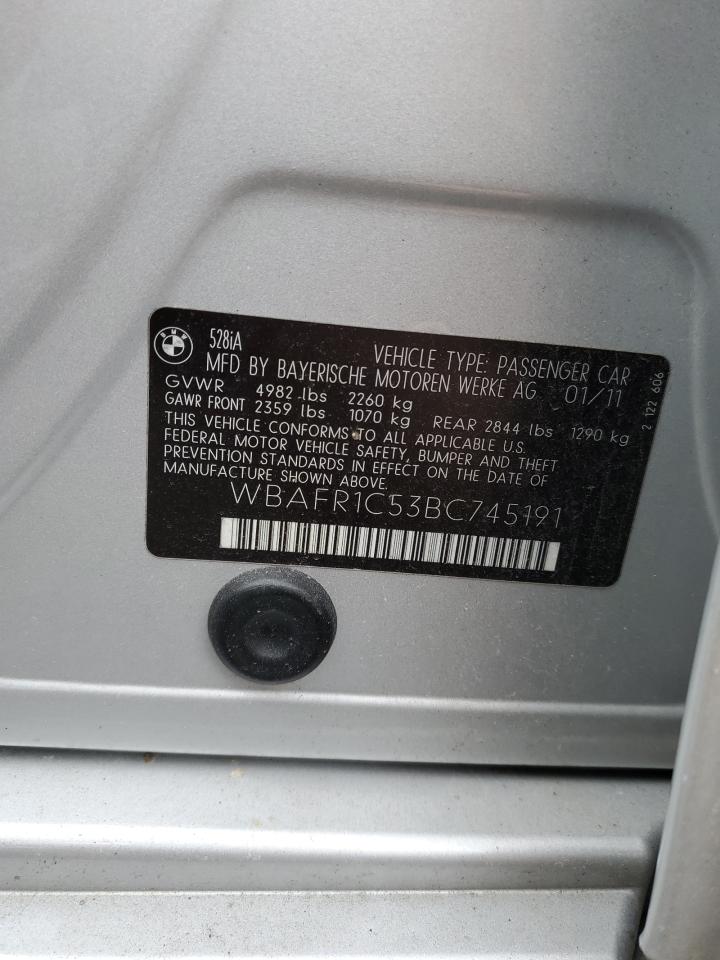 BMW
528iA
VEHICLE TYPE: PASSENGER CAR
MFD BY BAYERISCHE MOTOREN WERKE AG 01/11
GVWR 4982 lbs 2260 kg
GAWR FRONT 2359 lbs 1070 kg REAR 2844 lbs 1290 kg
THIS VEHICLE CONFORMS TO ALL APPLICABLE U.S.
FEDERAL MOTOR VEHICLE SAFETY, BUMPER AND THEFT
PREVENTION STANDARDS IN EFFECT ON THE DATE OF
MANUFACTURE SHOWN ABOVE.
WBAFR1C53BC745191
2 122 606